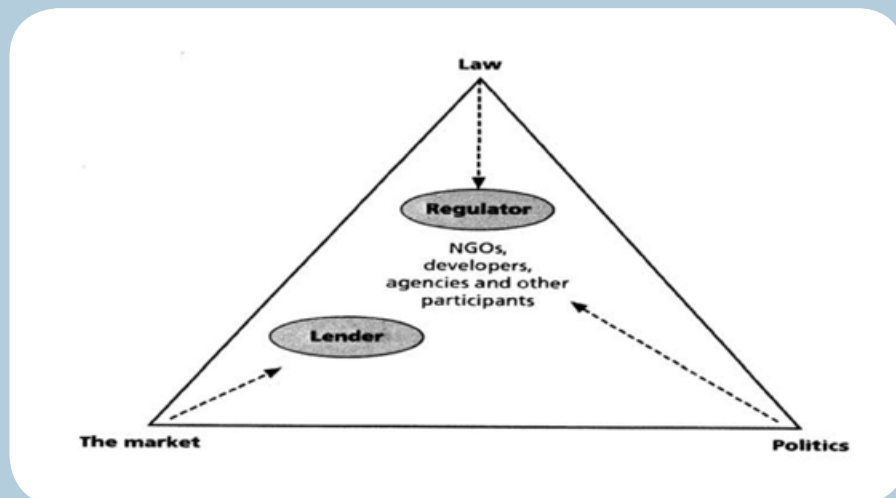 Law
Regulator
NGOs,
developers,
agencies and other
participants
Lender
The market
Politics